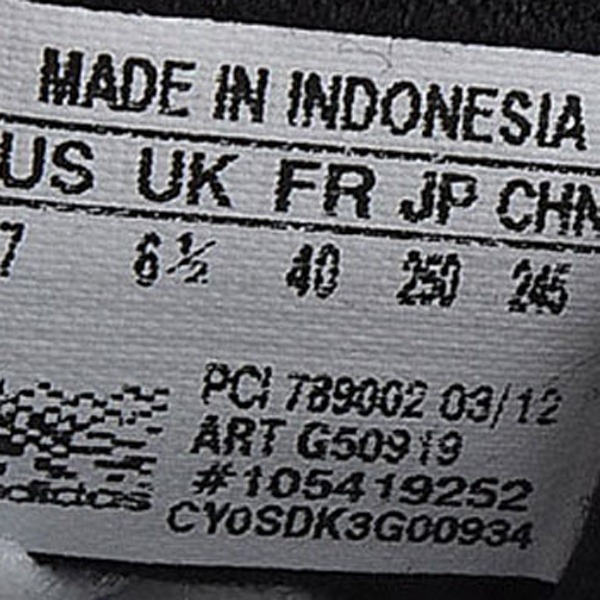 MADE IN INDONESIA
US UK FR JP CHN
7 6½ 40 250 245
PCI 789002 03/12
ART G50919
#105419252
adidas
CY0SDK3G00934